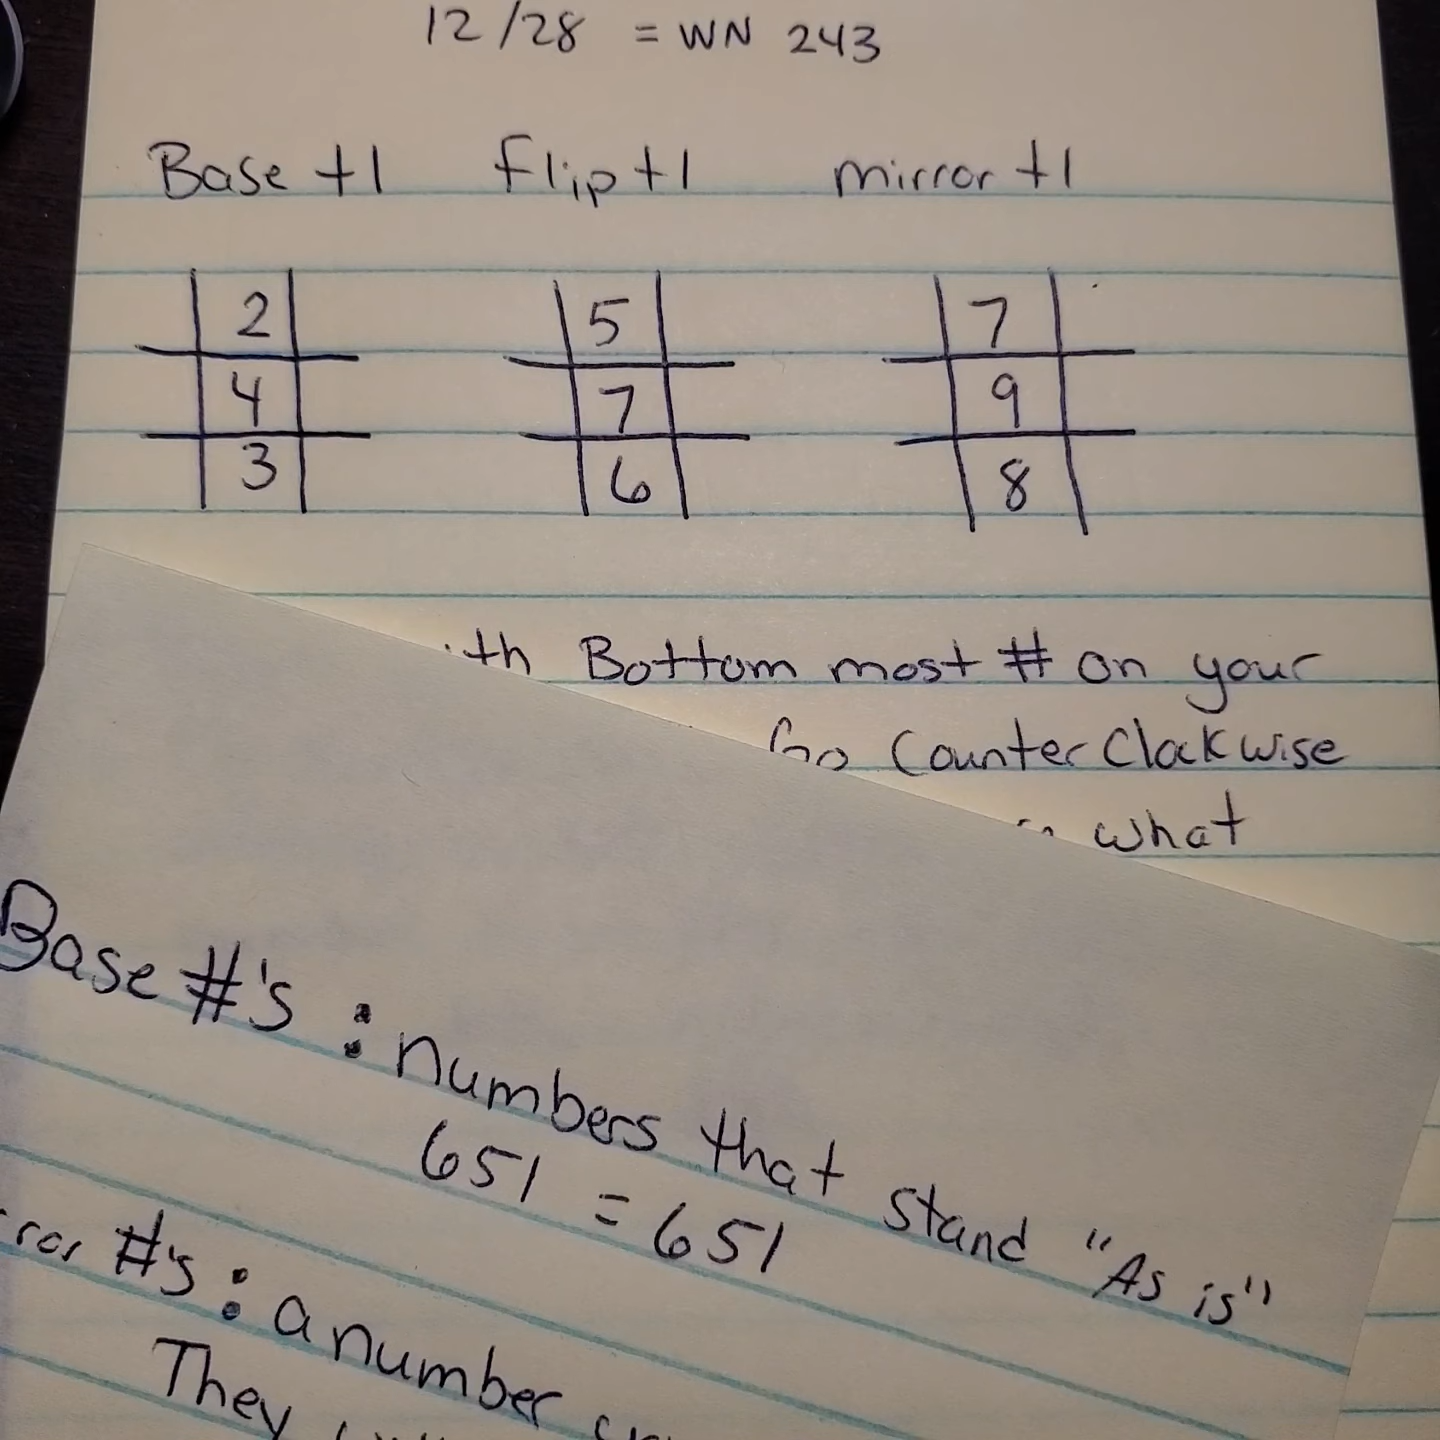 12/28 = WN 243
Base +1 flip +1 mirror +1
2 5 7
4 7 9
3 6 8
Bottom most # on your
Go Counter Clockwise
what
Base #'s : numbers that stand "As is"
651 = 651
#'s : a number
They